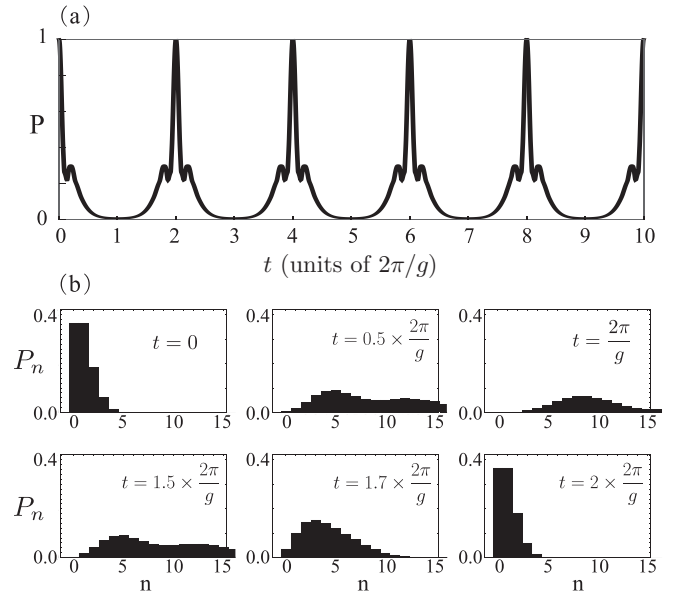 (a)
1
P
0
0 1 2 3 4 5 6 7 8 9 10
t (units of 2π/g)
(b)
0.4 0.4 0.4
t = 0 t = 0.5 × 2π/g t = 2π/g
P_n
0.0 0.0 0.0
0 5 10 15 0 5 10 15 0 5 10 15
0.4 0.4 0.4
t = 1.5 × 2π/g t = 1.7 × 2π/g t = 2 × 2π/g
P_n
0.0 0.0 0.0
0 5 10 15 0 5 10 15 0 5 10 15
n n n